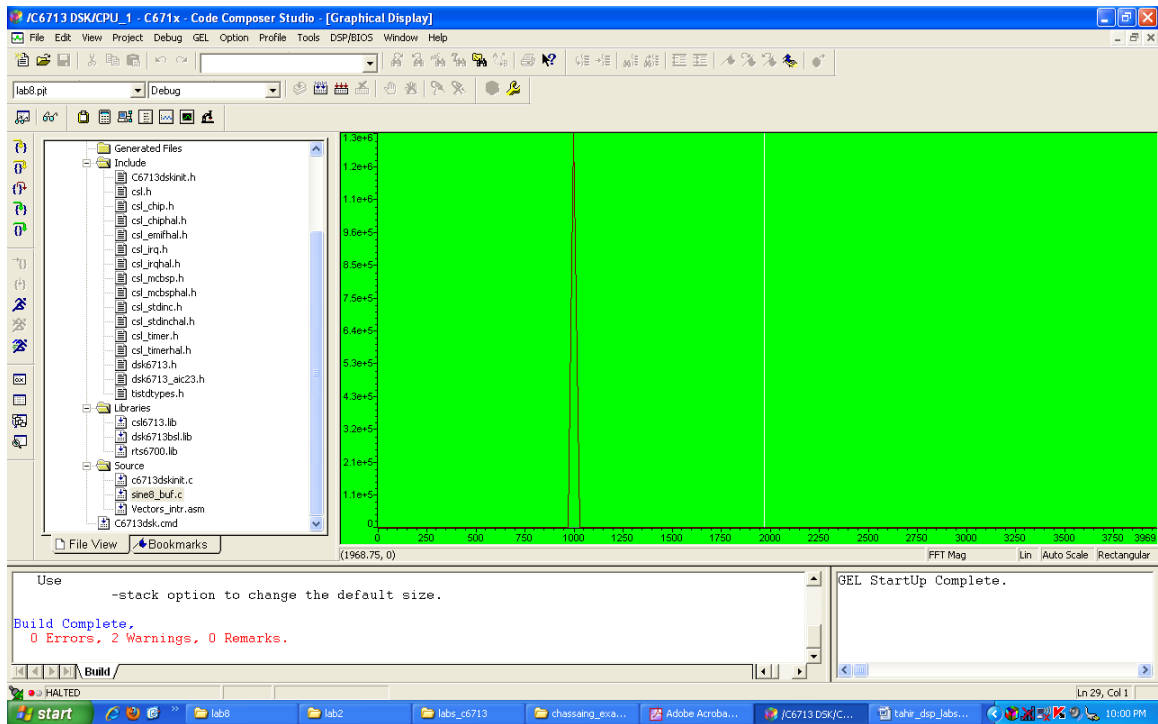 /C6713 DSK/CPU_1 - C671x - Code Composer Studio - [Graphical Display]
File Edit View Project Debug GEL Option Profile Tools DSP/BIOS Window Help
lab8.pjt Debug
Generated Files
Include
C6713dskinit.h
csl.h
csl_chip.h
csl_chiphal.h
csl_emifhal.h
csl_irq.h
csl_irqhal.h
csl_mcbsp.h
csl_mcbsphal.h
csl_stdinc.h
csl_stdinchal.h
csl_timer.h
csl_timerhal.h
dsk6713.h
dsk6713_aic23.h
tistdtypes.h
Libraries
csl6713.lib
dsk6713bsl.lib
rts6700.lib
Source
c6713dskinit.c
sine8_buf.c
Vectors_intr.asm
C6713dsk.cmd
File View Bookmarks
1.3e+6
1.2e+6
1.1e+6
9.6e+5
8.5e+5
7.5e+5
6.4e+5
5.3e+5
4.3e+5
3.2e+5
2.1e+5
1.1e+5
0
0 250 500 750 1000 1250 1500 1750 2000 2250 2500 2750 3000 3250 3500 3750 3969
(1968.75, 0) FFT Mag Lin Auto Scale Rectangular
Use
-stack option to change the default size.
Build Complete,
0 Errors, 2 Warnings, 0 Remarks.
Build
GEL StartUp Complete.
HALTED Ln 29, Col 1
start lab8 lab2 labs_c6713 chassaing_exa... Adobe Acroba... /C6713 DSK/C... tahir_dsp_labs... 10:00 PM